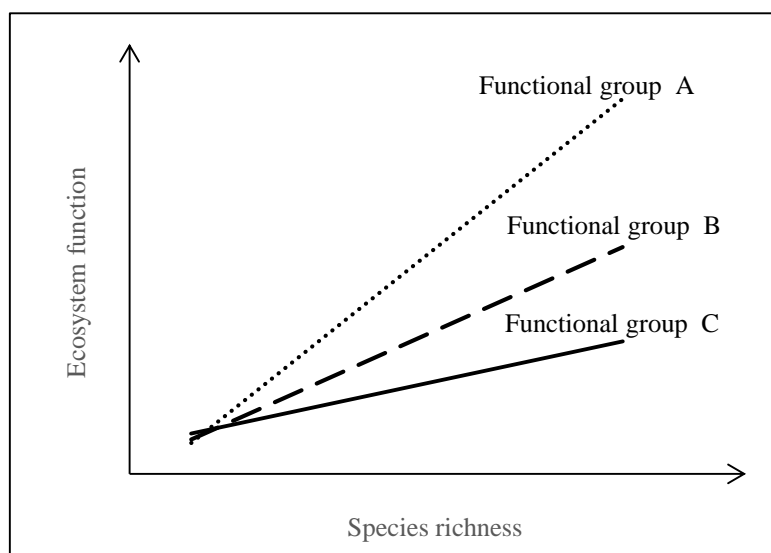 Functional group A
Functional group B
Functional group C
Ecosystem function
Species richness